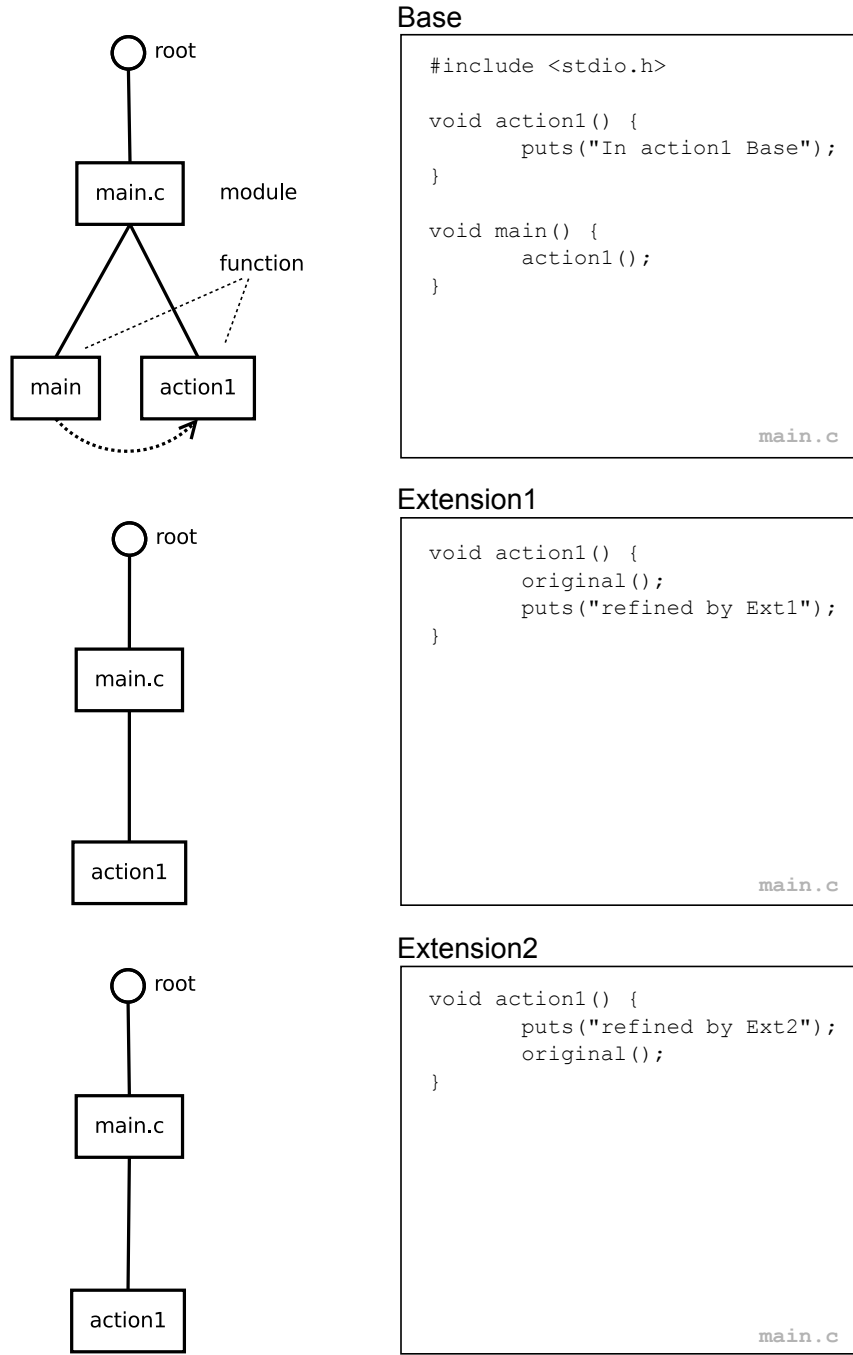 Base
root
main.c
module
function
main
action1
#include <stdio.h>
void action1() {
puts("In action1 Base");
}
void main() {
action1();
}
main.c
Extension1
root
main.c
action1
void action1() {
original();
puts("refined by Ext1");
}
main.c
Extension2
root
main.c
action1
void action1() {
puts("refined by Ext2");
original();
}
main.c